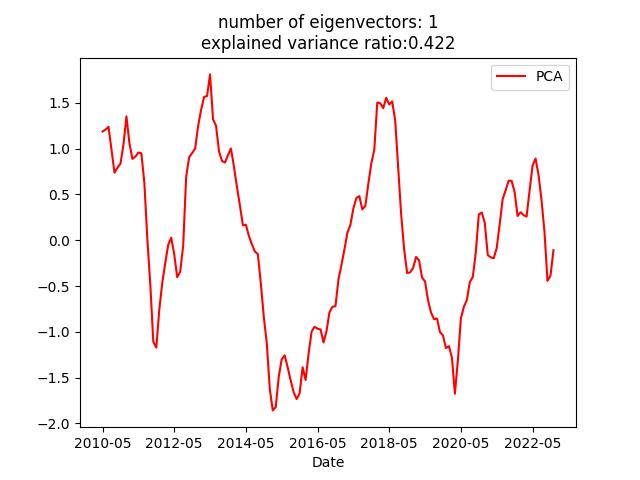 number of eigenvectors: 1
explained variance ratio:0.422
PCA
1.5
1.0
0.5
0.0
−0.5
−1.0
−1.5
−2.0
2010-05 2012-05 2014-05 2016-05 2018-05 2020-05 2022-05
Date